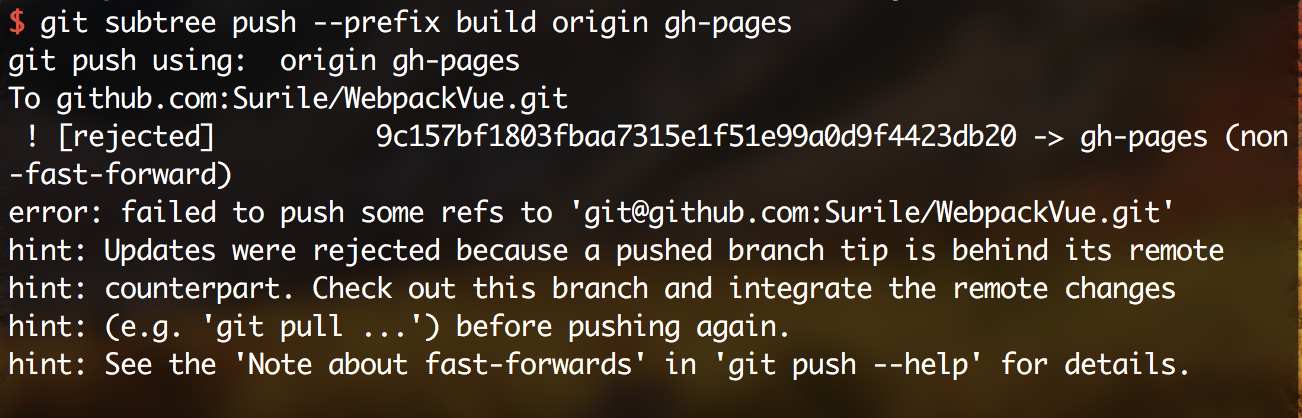 $ git subtree push --prefix build origin gh-pages
git push using:  origin gh-pages
To github.com:Surile/WebpackVue.git
 ! [rejected]          9c157bf1803fbaa7315e1f51e99a0d9f4423db20 -> gh-pages (non
-fast-forward)
error: failed to push some refs to 'git@github.com:Surile/WebpackVue.git'
hint: Updates were rejected because a pushed branch tip is behind its remote
hint: counterpart. Check out this branch and integrate the remote changes
hint: (e.g. 'git pull ...') before pushing again.
hint: See the 'Note about fast-forwards' in 'git push --help' for details.